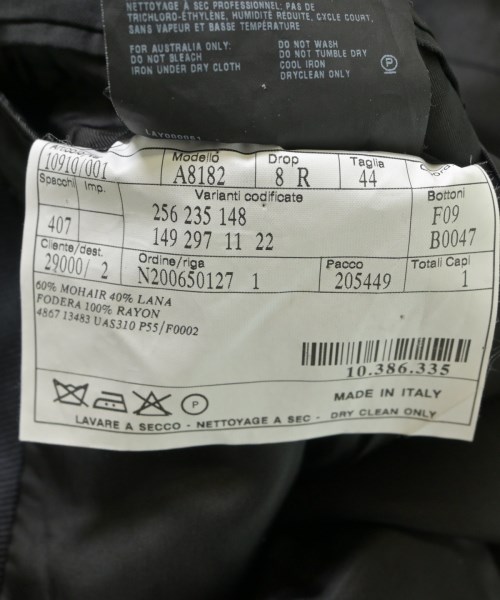 NETTOYAGE À SEC PROFESSIONNEL: PAS DE
TRICHLORO-ÉTHYLÈNE, HUMIDITÉ RÉDUITE, CYCLE COURT,
SANS VAPEUR ET BASSE TEMPÉRATURE
FOR AUSTRALIA ONLY:
DO NOT BLEACH
IRON UNDER DRY CLOTH
DO NOT WASH
DO NOT TUMBLE DRY
COOL IRON
DRYCLEAN ONLY
P
10910/001
Modello
A8182
Drop
8 R
Taglia
44
Spacchi
Imp.
407
Varianti codificate
256 235 148
149 297 11 22
Bottoni
F09
B0047
Cliente/dest.
29000/ 2
Ordine/riga
N200650127 1
Pacco
205449
Totali Capi
1
60% MOHAIR 40% LANA
FODERA 100% RAYON
4867 13483 UAS310 P55/F0002
10.386.335
P
MADE IN ITALY
LAVARE A SECCO - NETTOYAGE A SEC - DRY CLEAN ONLY